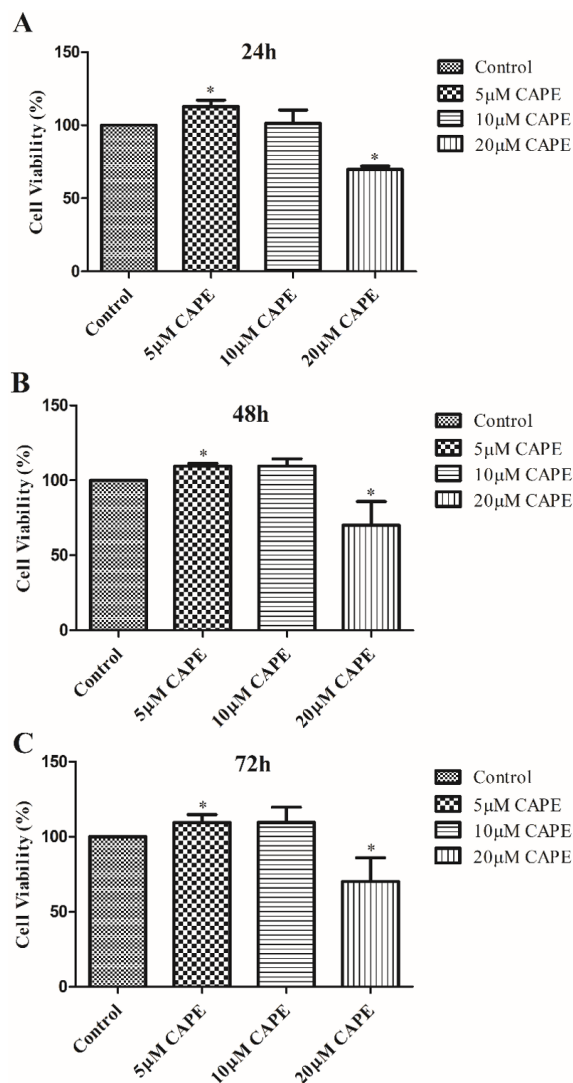 A
24h
Cell Viability (%)
150
100
50
0
*
*
Control
5μM CAPE
10μM CAPE
20μM CAPE
Control
5μM CAPE
10μM CAPE
20μM CAPE
B
48h
Cell Viability (%)
150
100
50
0
*
*
Control
5μM CAPE
10μM CAPE
20μM CAPE
Control
5μM CAPE
10μM CAPE
20μM CAPE
C
72h
Cell Viability (%)
150
100
50
0
*
*
Control
5μM CAPE
10μM CAPE
20μM CAPE
Control
5μM CAPE
10μM CAPE
20μM CAPE